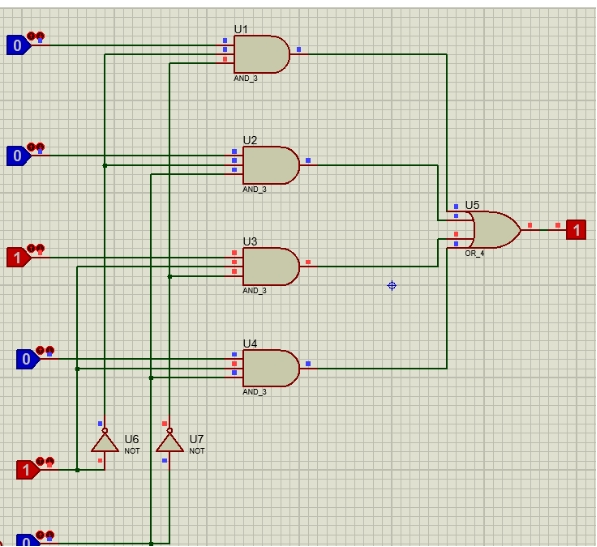 U1
0
AND_3
U2
0
AND_3
U3
1
AND_3
U5
1
OR_4
U4
0
AND_3
U6
NOT
U7
NOT
1
0